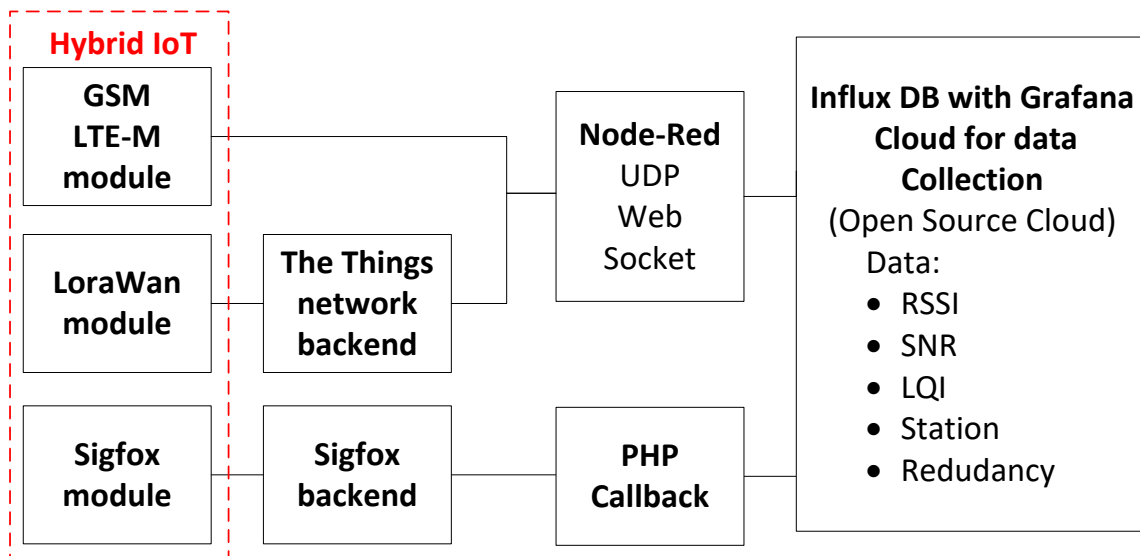 Hybrid IoT
GSM
LTE-M
module
LoraWan
module
Sigfox
module
The Things
network
backend
Sigfox
backend
Node-Red
UDP
Web
Socket
PHP
Callback
Influx DB with Grafana
Cloud for data
Collection
(Open Source Cloud)
Data:
• RSSI
• SNR
• LQI
• Station
• Redudancy